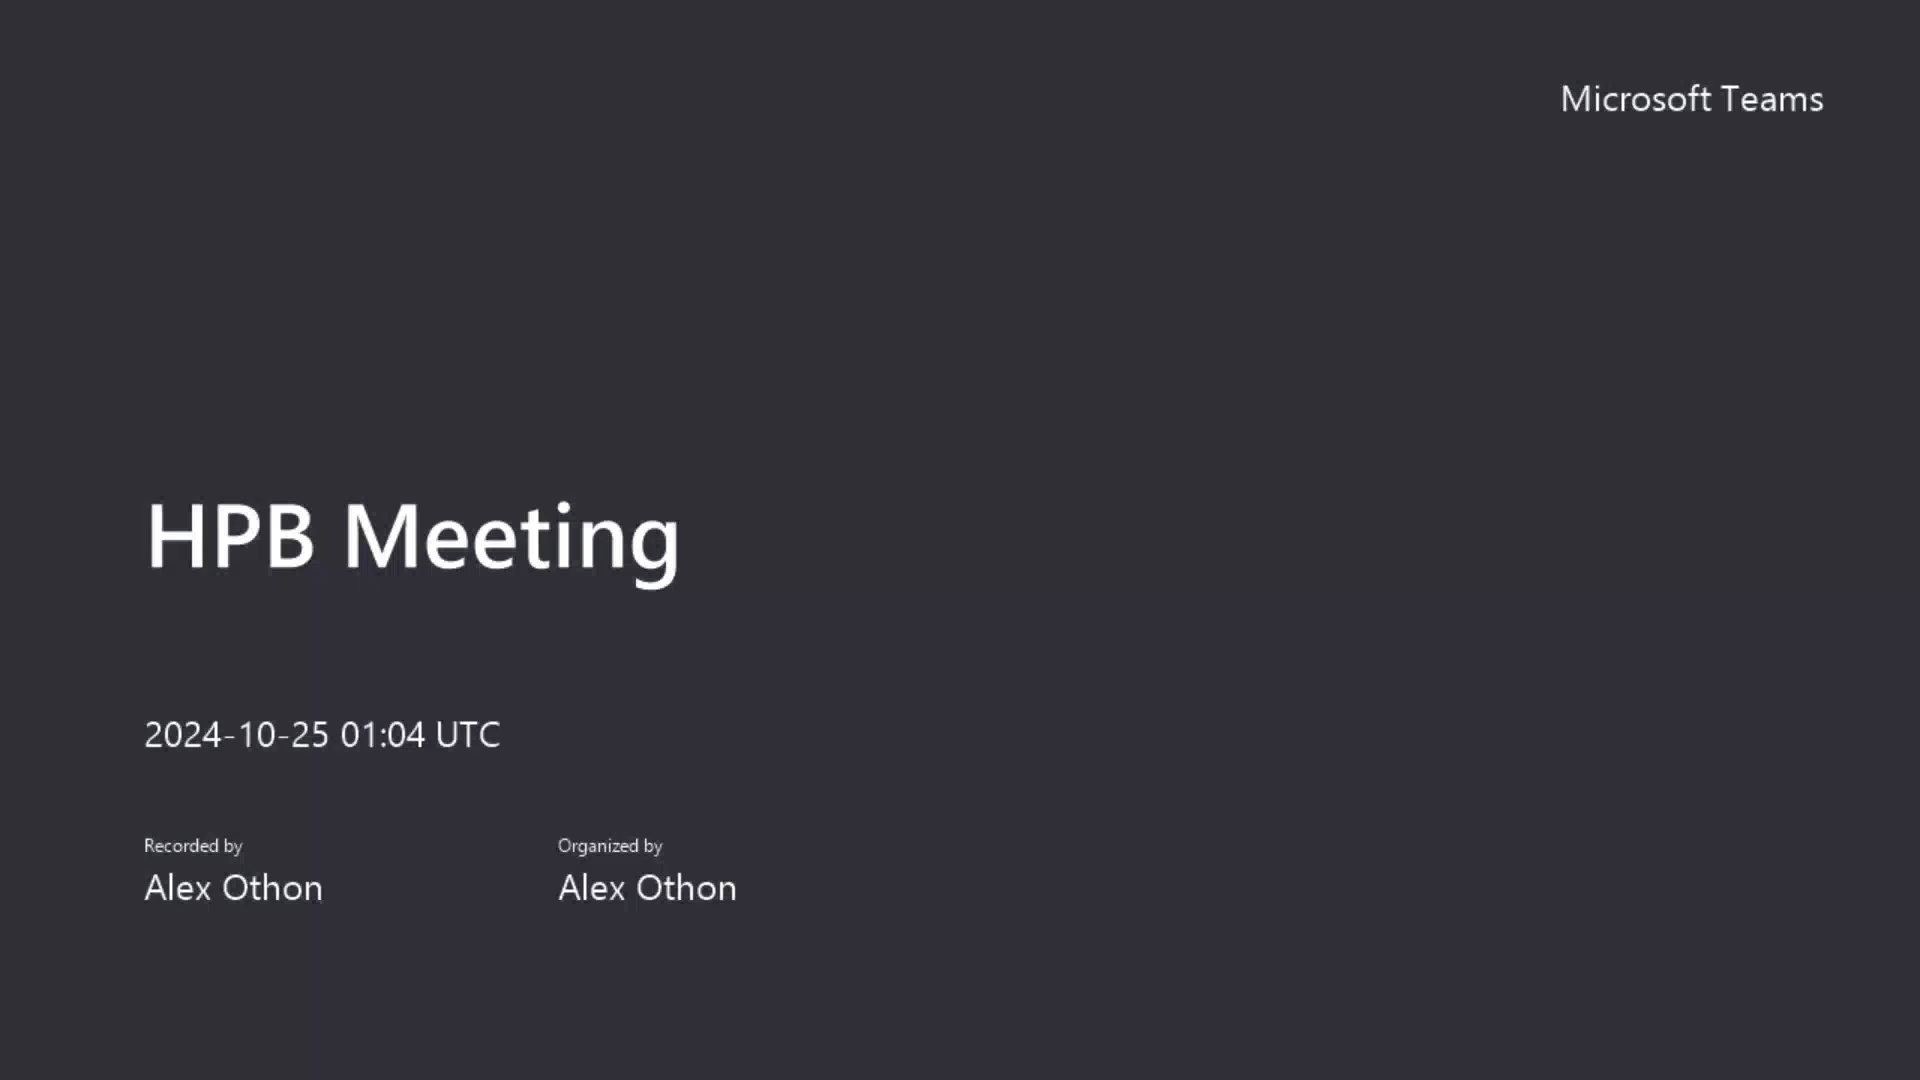 Microsoft Teams
HPB Meeting
2024-10-25 01:04 UTC
Recorded by
Alex Othon
Organized by
Alex Othon